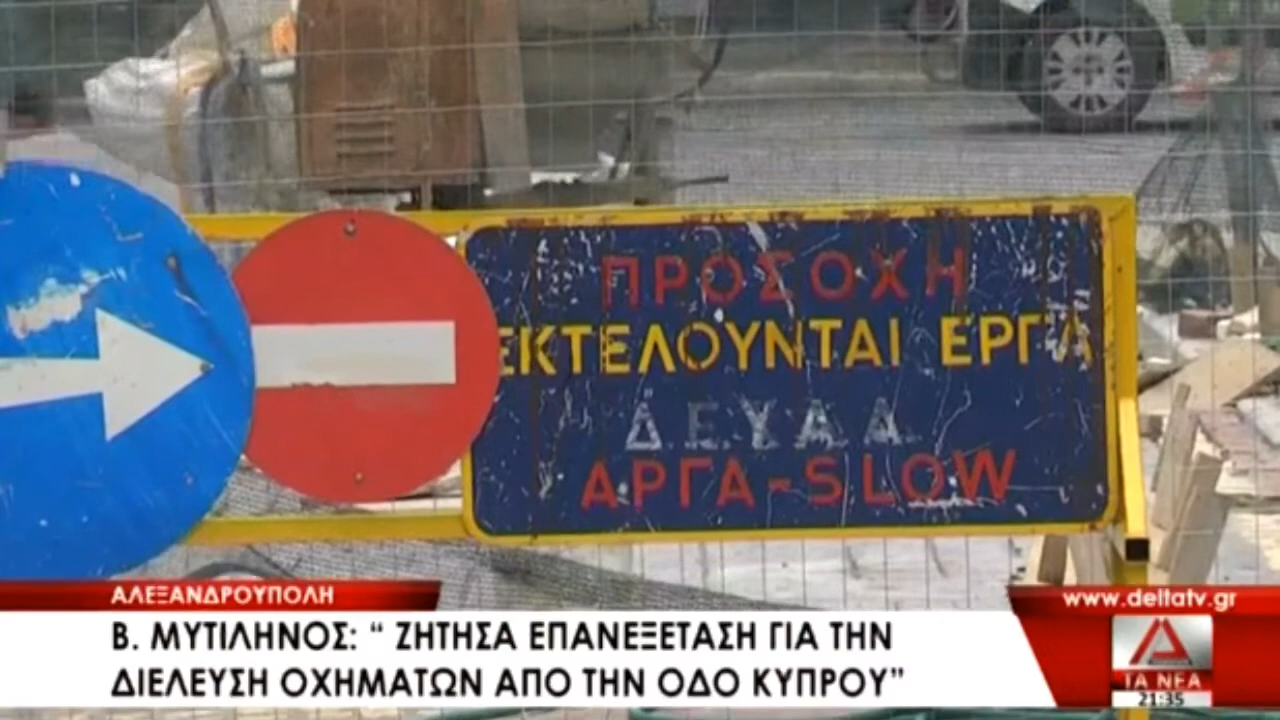 ΠΡΟΣΟΧΗ
ΕΚΤΕΛΟΥΝΤΑΙ ΕΡΓΑ
Δ.Ε.Υ.Α.Α.
ΑΡΓΑ-SLOW
ΑΛΕΞΑΝΔΡΟΥΠΟΛΗ
www.deltatv.gr
Β. ΜΥΤΙΛΗΝΟΣ: “ ΖΗΤΗΣΑ ΕΠΑΝΕΞΕΤΑΣΗ ΓΙΑ ΤΗΝ
ΔΙΕΛΕΥΣΗ ΟΧΗΜΑΤΩΝ ΑΠΟ ΤΗΝ ΟΔΟ ΚΥΠΡΟΥ”
ΤΑ ΝΕΑ
21:35